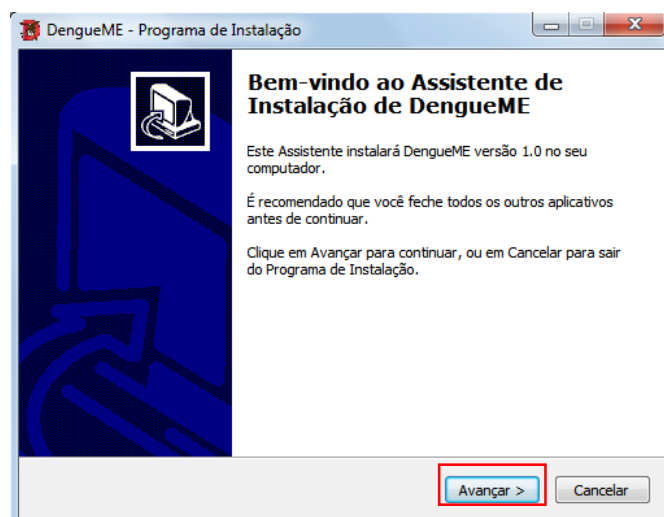 DengueME - Programa de Instalação
Bem-vindo ao Assistente de
Instalação de DengueME
Este Assistente instalará DengueME versão 1.0 no seu
computador.
É recomendado que você feche todos os outros aplicativos
antes de continuar.
Clique em Avançar para continuar, ou em Cancelar para sair
do Programa de Instalação.
Avançar >
Cancelar